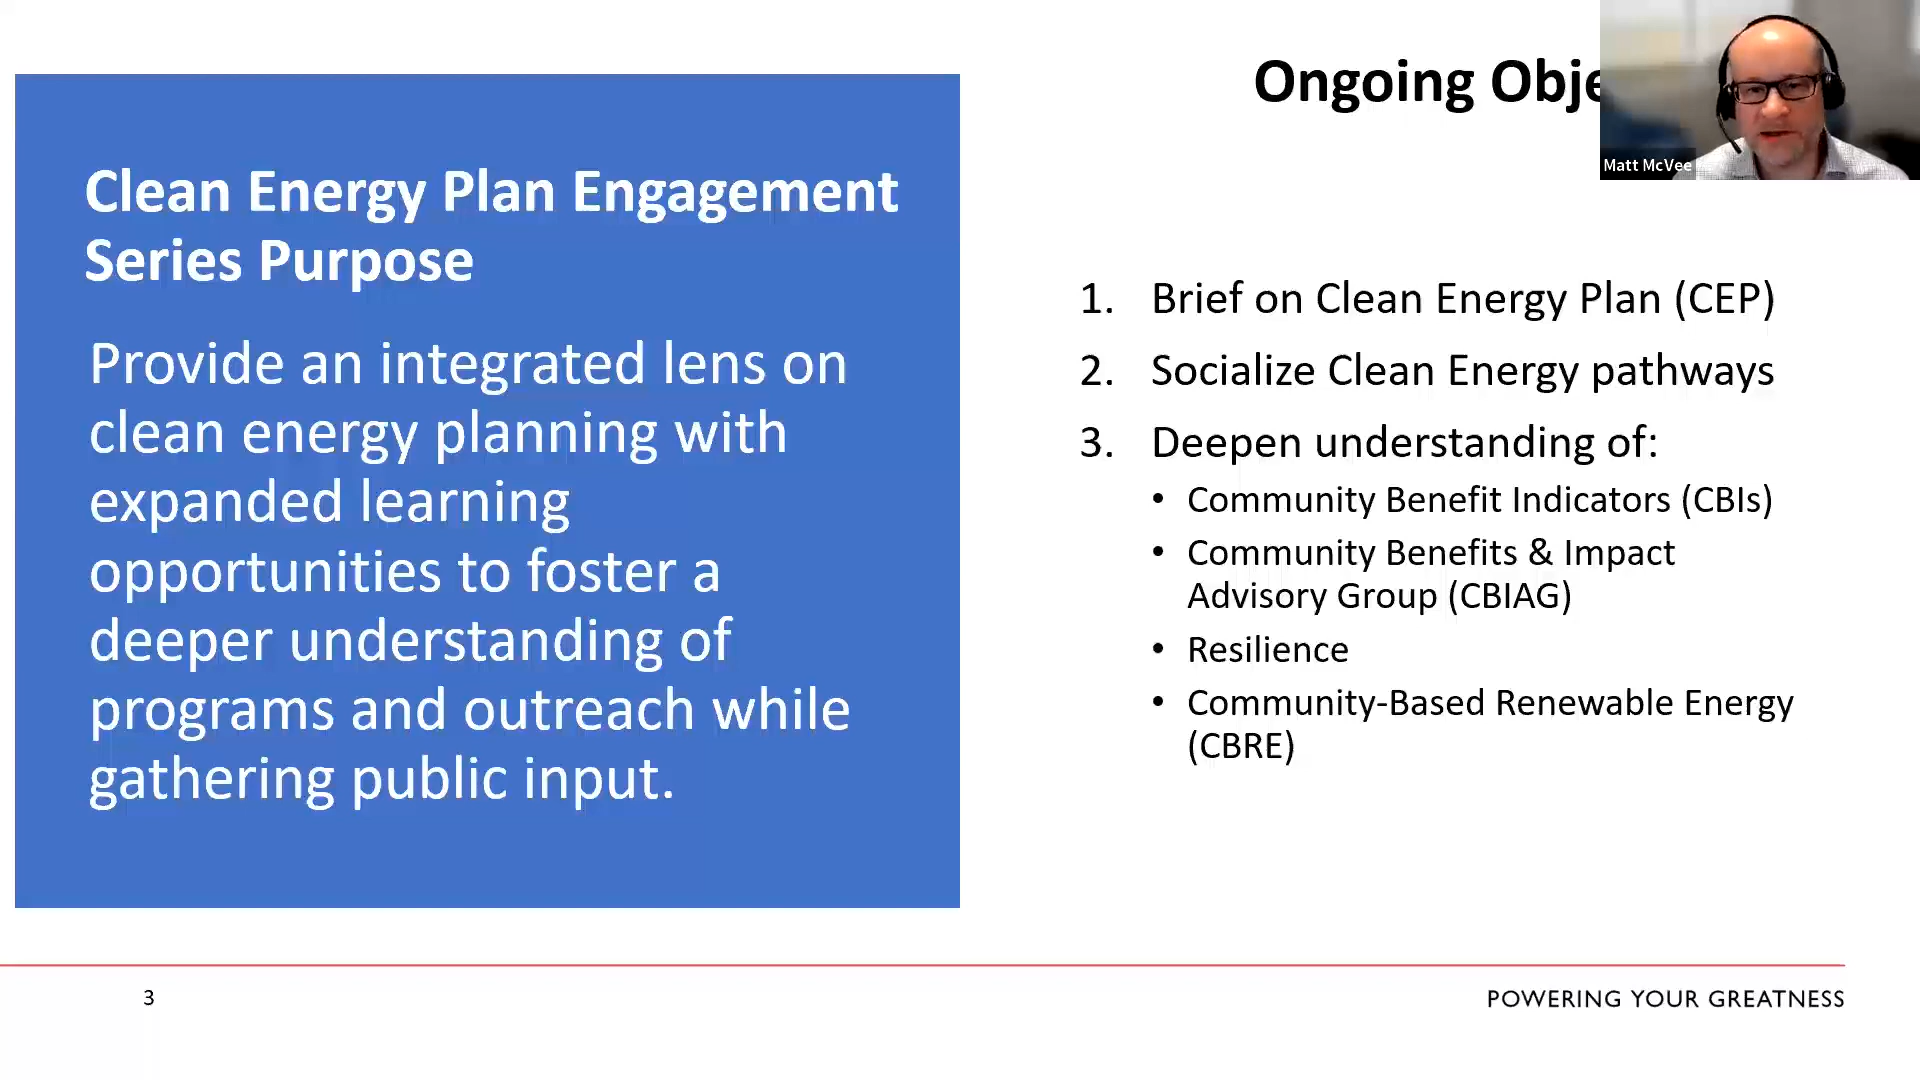 Clean Energy Plan Engagement
Series Purpose
Provide an integrated lens on
clean energy planning with
expanded learning
opportunities to foster a
deeper understanding of
programs and outreach while
gathering public input.
Ongoing Obje
Matt McVee
1. Brief on Clean Energy Plan (CEP)
2. Socialize Clean Energy pathways
3. Deepen understanding of:
• Community Benefit Indicators (CBIs)
• Community Benefits & Impact
Advisory Group (CBIAG)
• Resilience
• Community-Based Renewable Energy
(CBRE)
3
POWERING YOUR GREATNESS